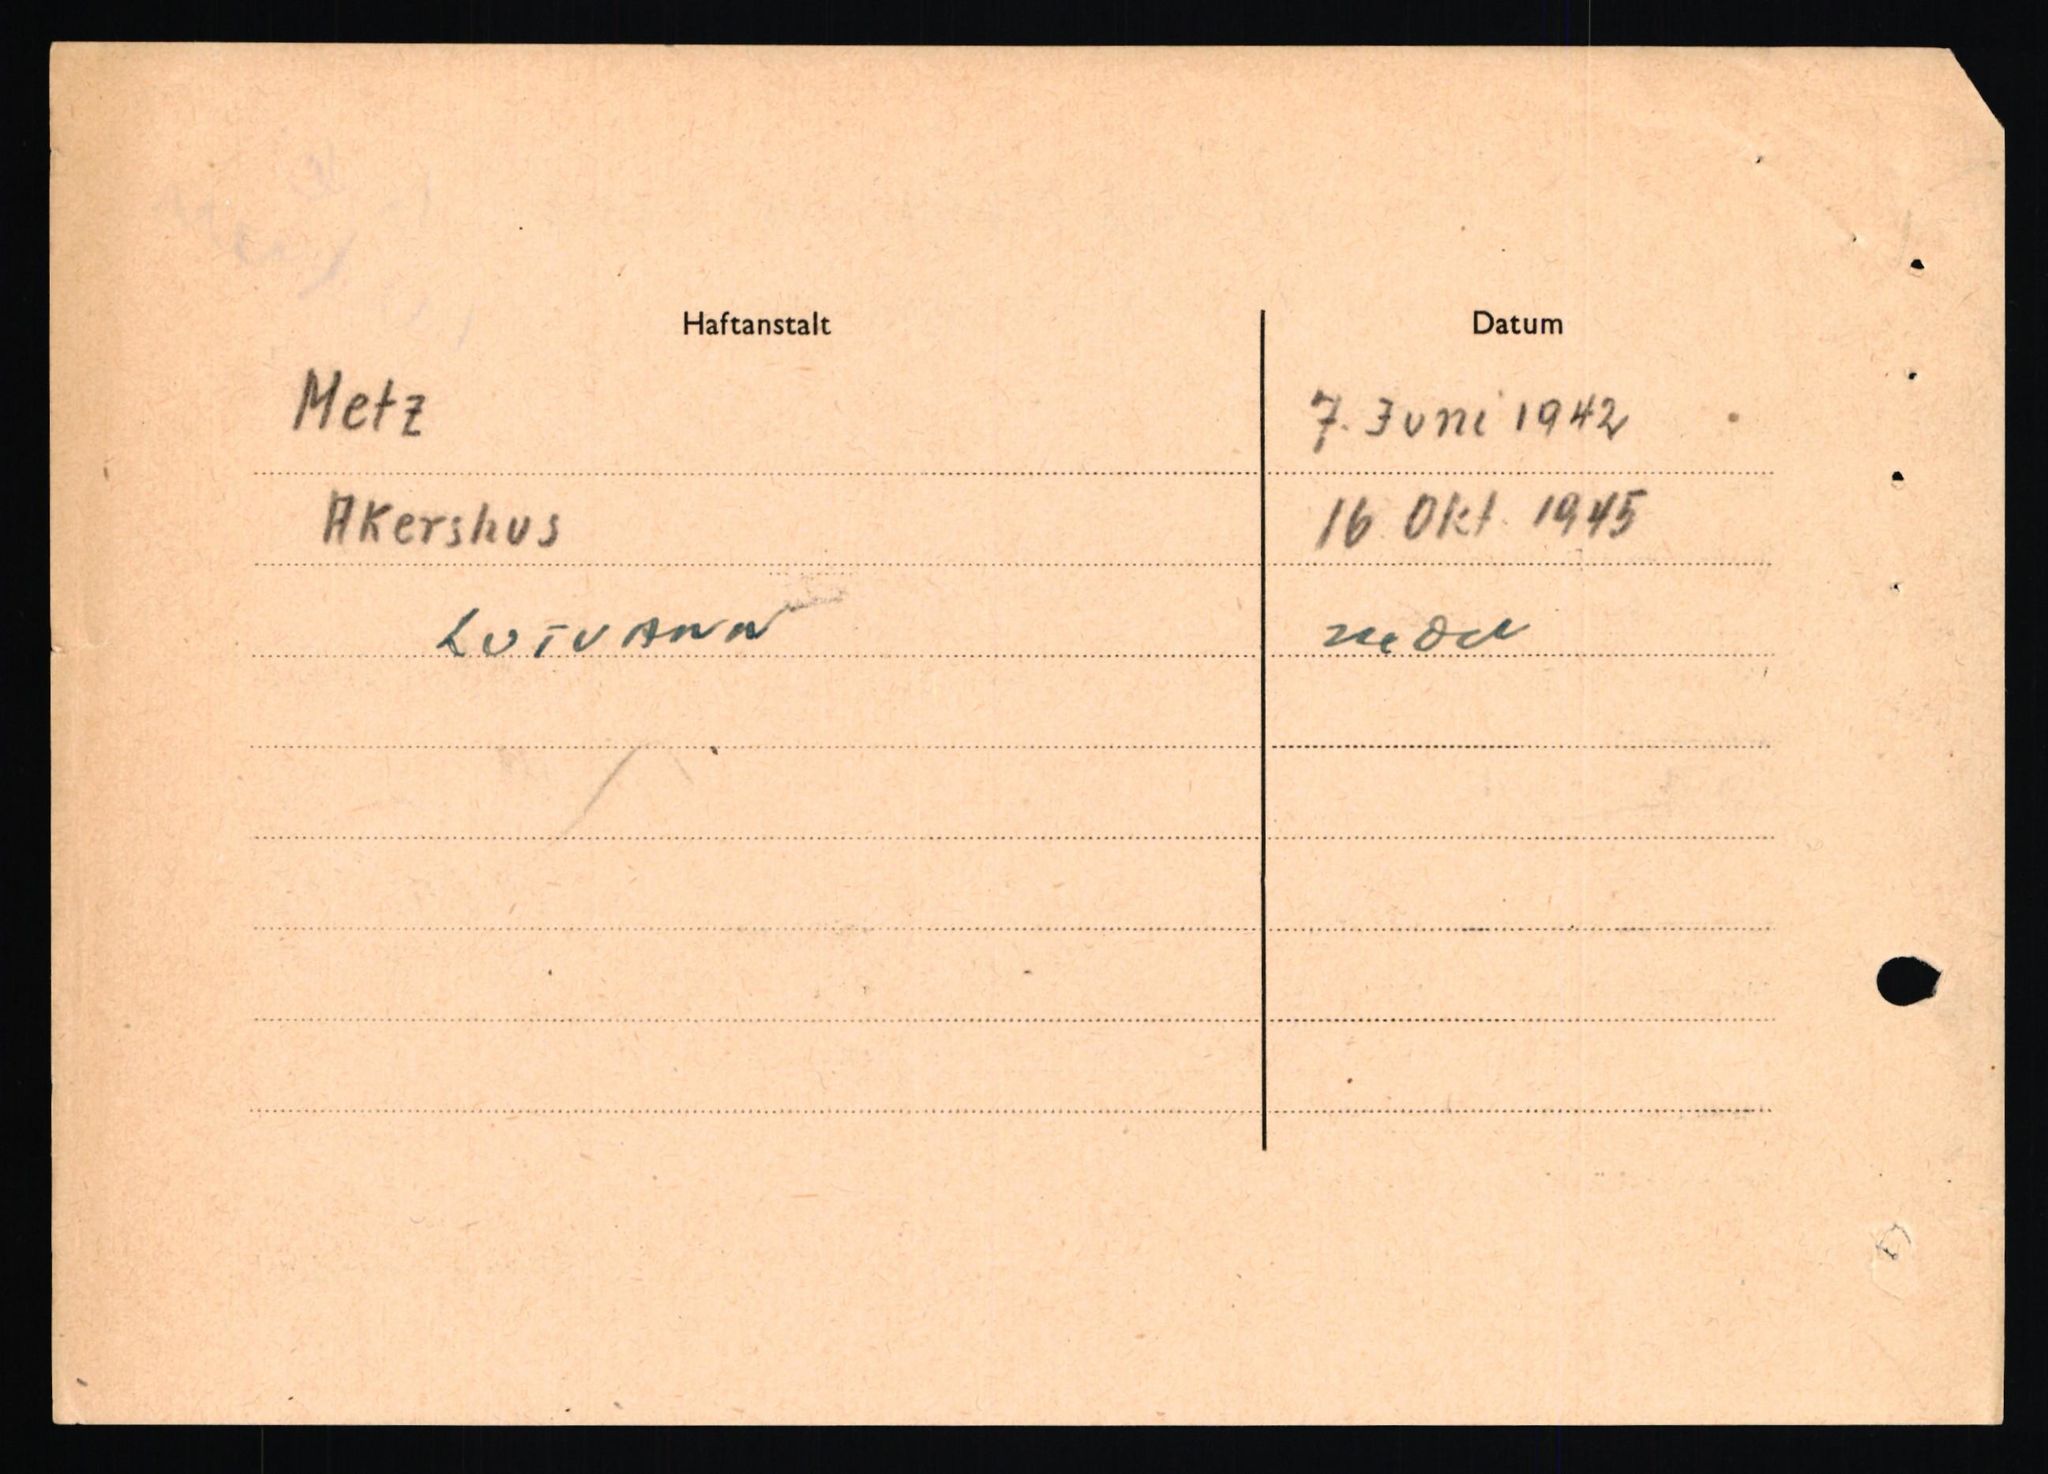 Haftanstalt Datum
Metz 7. Juni 1942
Akershus 16 Okt. 1945